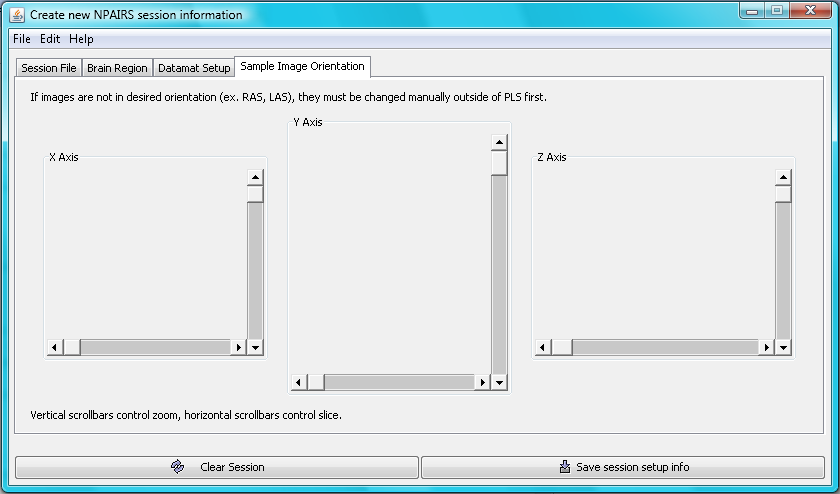 Create new NPAIRS session information
File Edit Help
Session File Brain Region Datamat Setup Sample Image Orientation
If images are not in desired orientation (ex. RAS, LAS), they must be changed manually outside of PLS first.
Y Axis
X Axis Z Axis
Vertical scrollbars control zoom, horizontal scrollbars control slice.
Clear Session Save session setup info